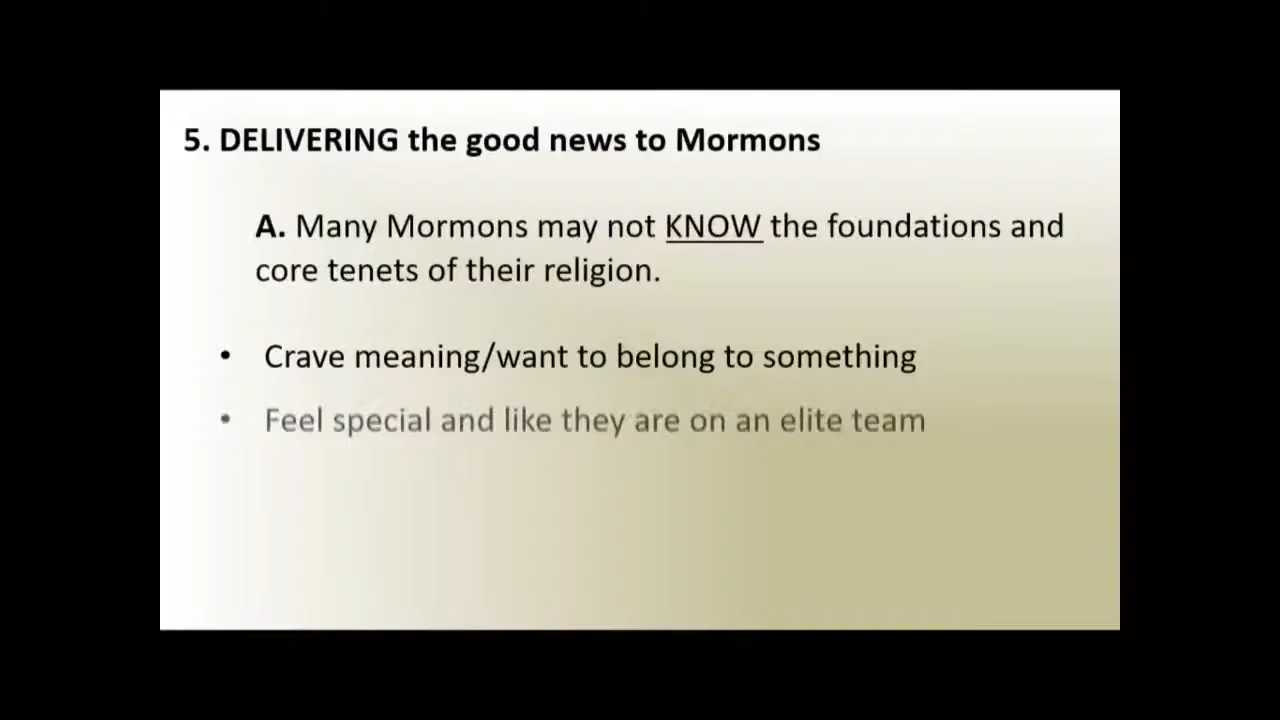 5. DELIVERING the good news to Mormons
A. Many Mormons may not KNOW the foundations and
core tenets of their religion.
• Crave meaning/want to belong to something
• Feel special and like they are on an elite team